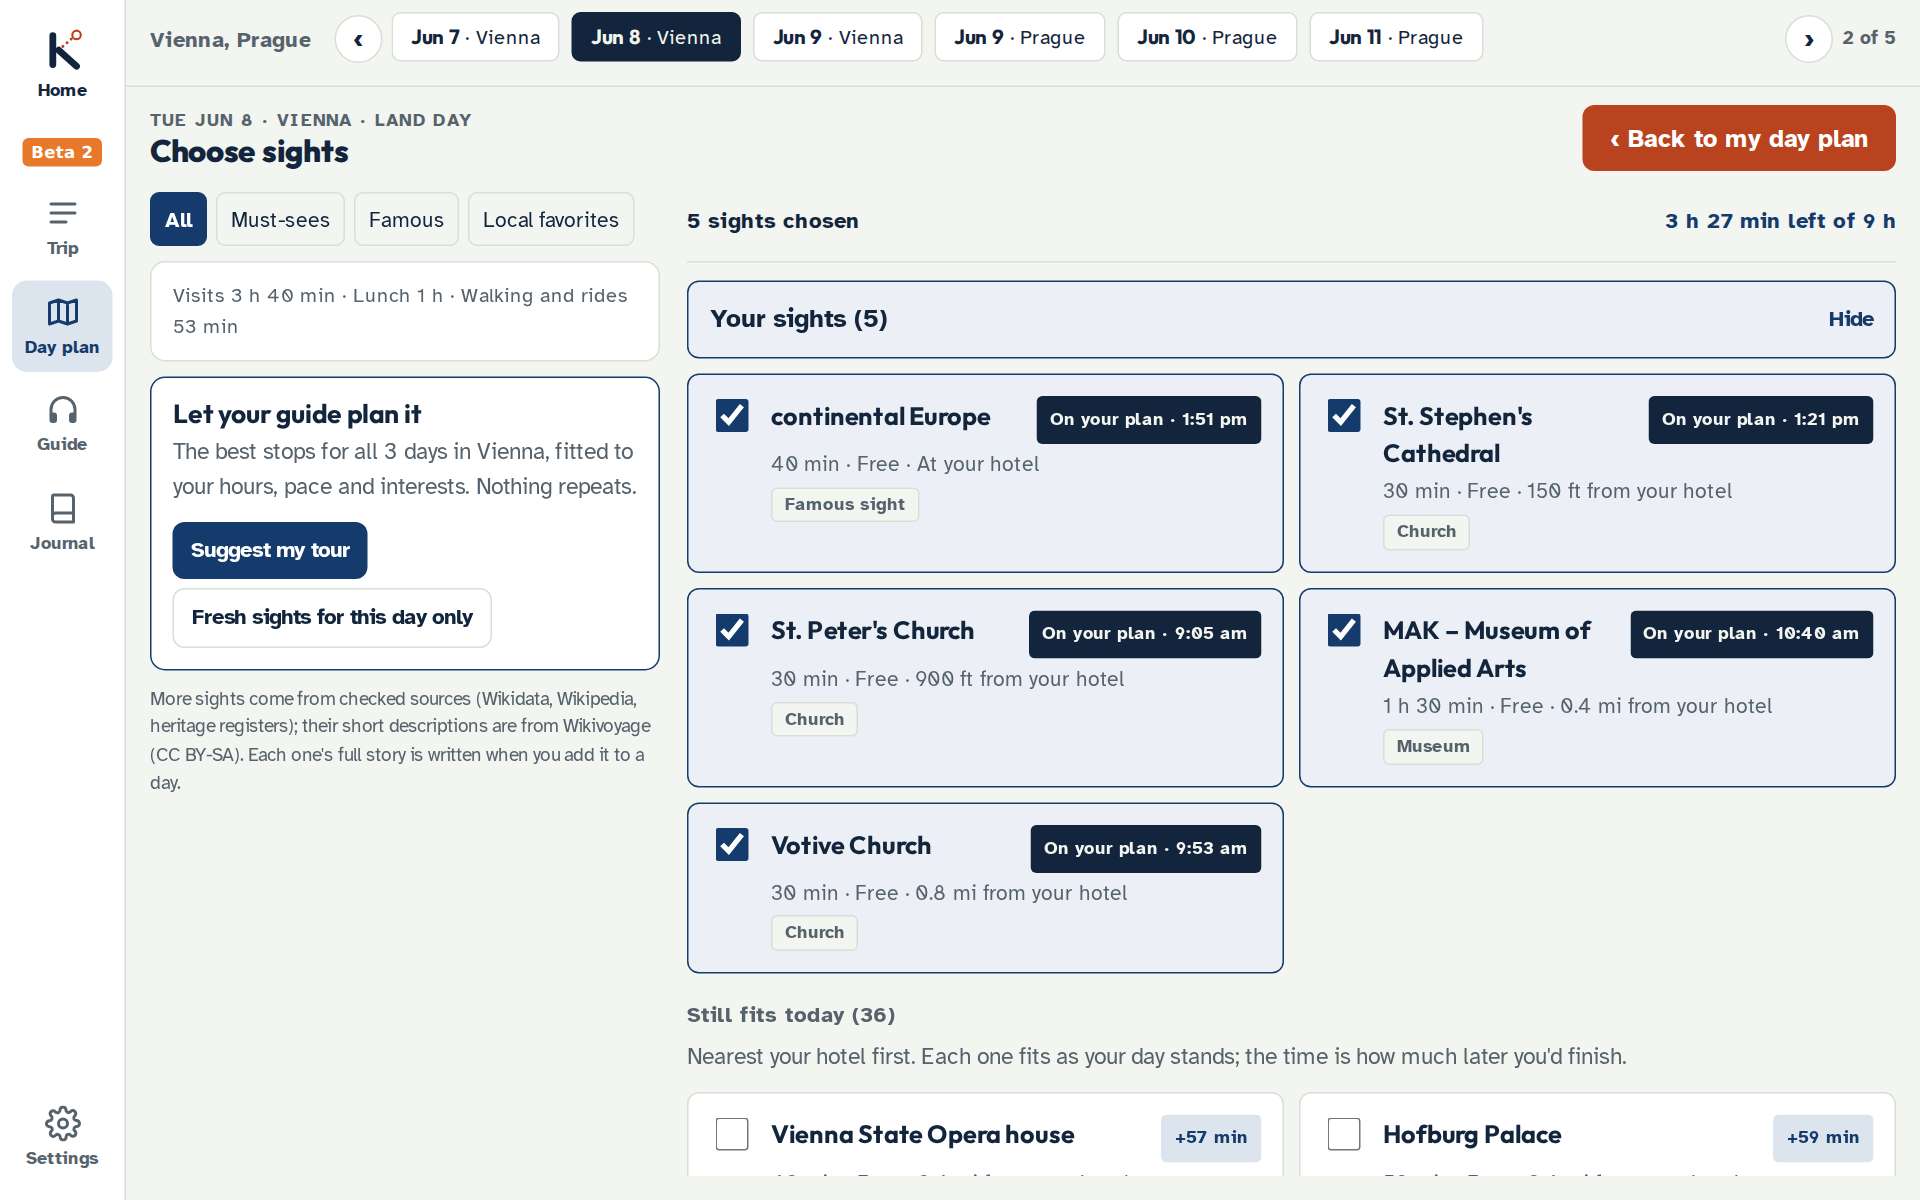 Home
Beta 2
Trip
Day plan
Guide
Journal
Settings
Vienna, Prague
‹
Jun 7 · Vienna
Jun 8 · Vienna
Jun 9 · Vienna
Jun 9 · Prague
Jun 10 · Prague
Jun 11 · Prague
›
2 of 5
TUE JUN 8 · VIENNA · LAND DAY
Choose sights
‹ Back to my day plan
All
Must-sees
Famous
Local favorites
Visits 3 h 40 min · Lunch 1 h · Walking and rides
53 min
Let your guide plan it
The best stops for all 3 days in Vienna, fitted to
your hours, pace and interests. Nothing repeats.
Suggest my tour
Fresh sights for this day only
More sights come from checked sources (Wikidata, Wikipedia,
heritage registers); their short descriptions are from Wikivoyage
(CC BY-SA). Each one's full story is written when you add it to a
day.
5 sights chosen
3 h 27 min left of 9 h
Your sights (5)
Hide
continental Europe
On your plan · 1:51 pm
40 min · Free · At your hotel
Famous sight
St. Stephen's
Cathedral
On your plan · 1:21 pm
30 min · Free · 150 ft from your hotel
Church
St. Peter's Church
On your plan · 9:05 am
30 min · Free · 900 ft from your hotel
Church
MAK – Museum of
Applied Arts
On your plan · 10:40 am
1 h 30 min · Free · 0.4 mi from your hotel
Museum
Votive Church
On your plan · 9:53 am
30 min · Free · 0.8 mi from your hotel
Church
Still fits today (36)
Nearest your hotel first. Each one fits as your day stands; the time is how much later you'd finish.
Vienna State Opera house
+57 min
Hofburg Palace
+59 min